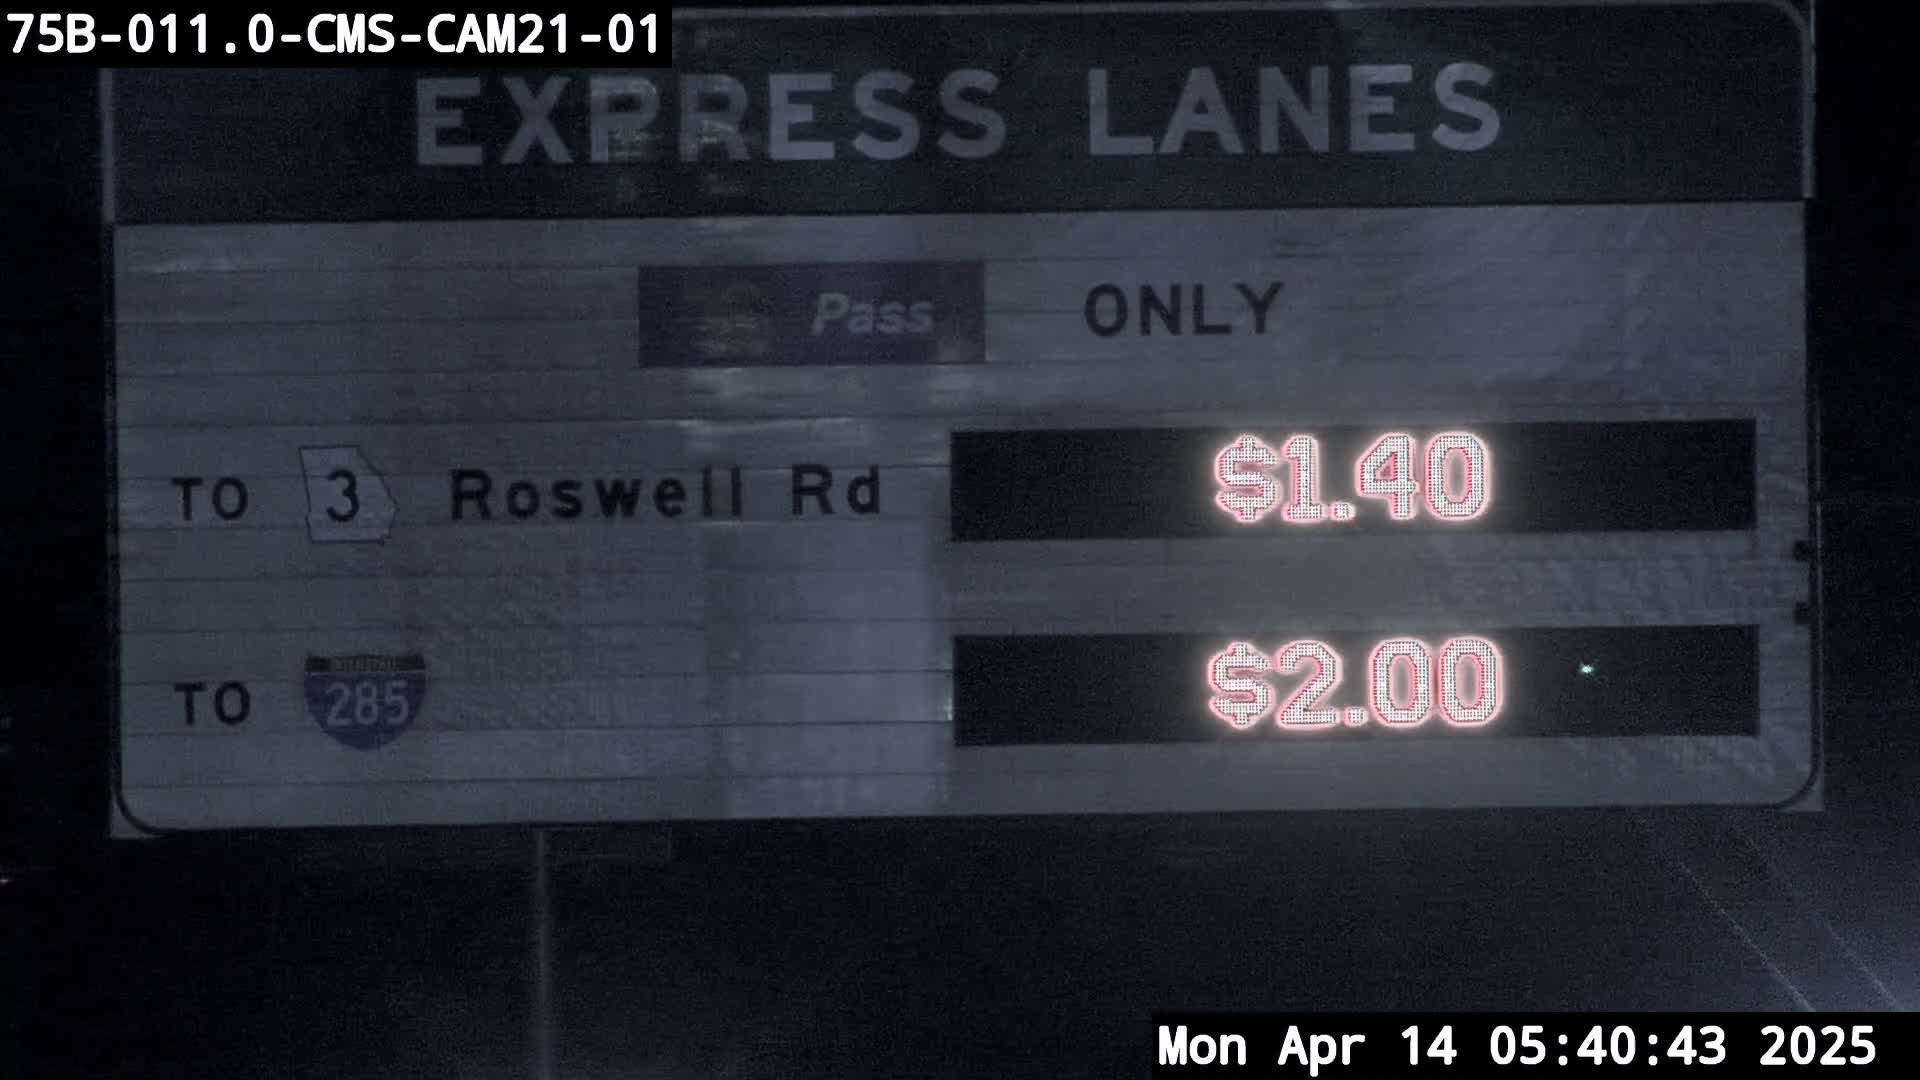 75B-011.0-CMS-CAM21-01
EXPRESS LANES
Pass ONLY
TO 3 Roswell Rd $1.40
TO 285 $2.00
Mon Apr 14 05:40:43 2025